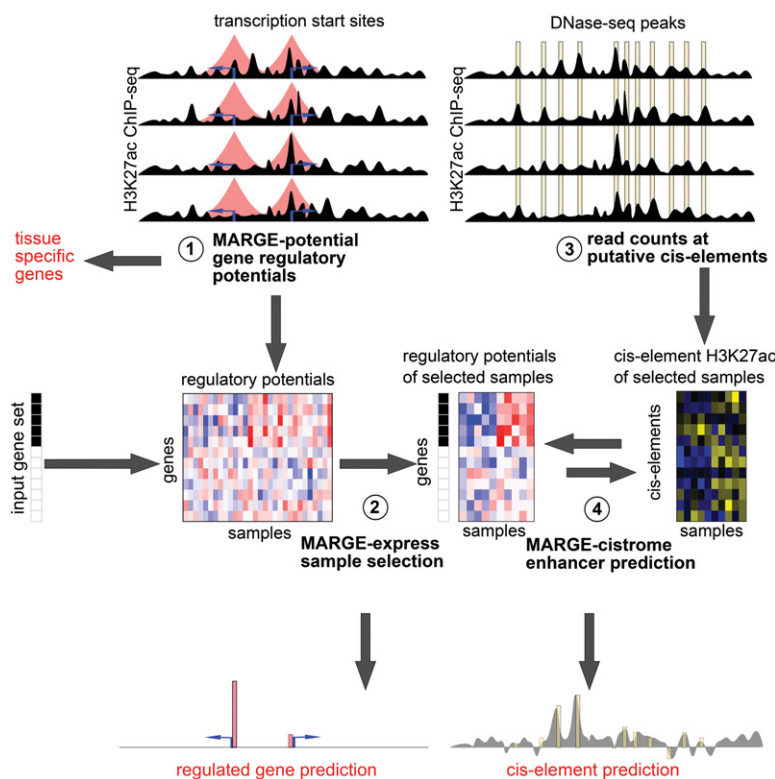 transcription start sites
DNase-seq peaks
H3K27ac ChIP-seq
H3K27ac ChIP-seq
tissue
specific
genes
1
MARGE-potential
gene regulatory
potentials
3
read counts at
putative cis-elements
regulatory potentials
regulatory potentials
of selected samples
cis-element H3K27ac
of selected samples
input gene set
genes
genes
cis-elements
samples
samples
samples
2
MARGE-express
sample selection
4
MARGE-cistrome
enhancer prediction
regulated gene prediction
cis-element prediction